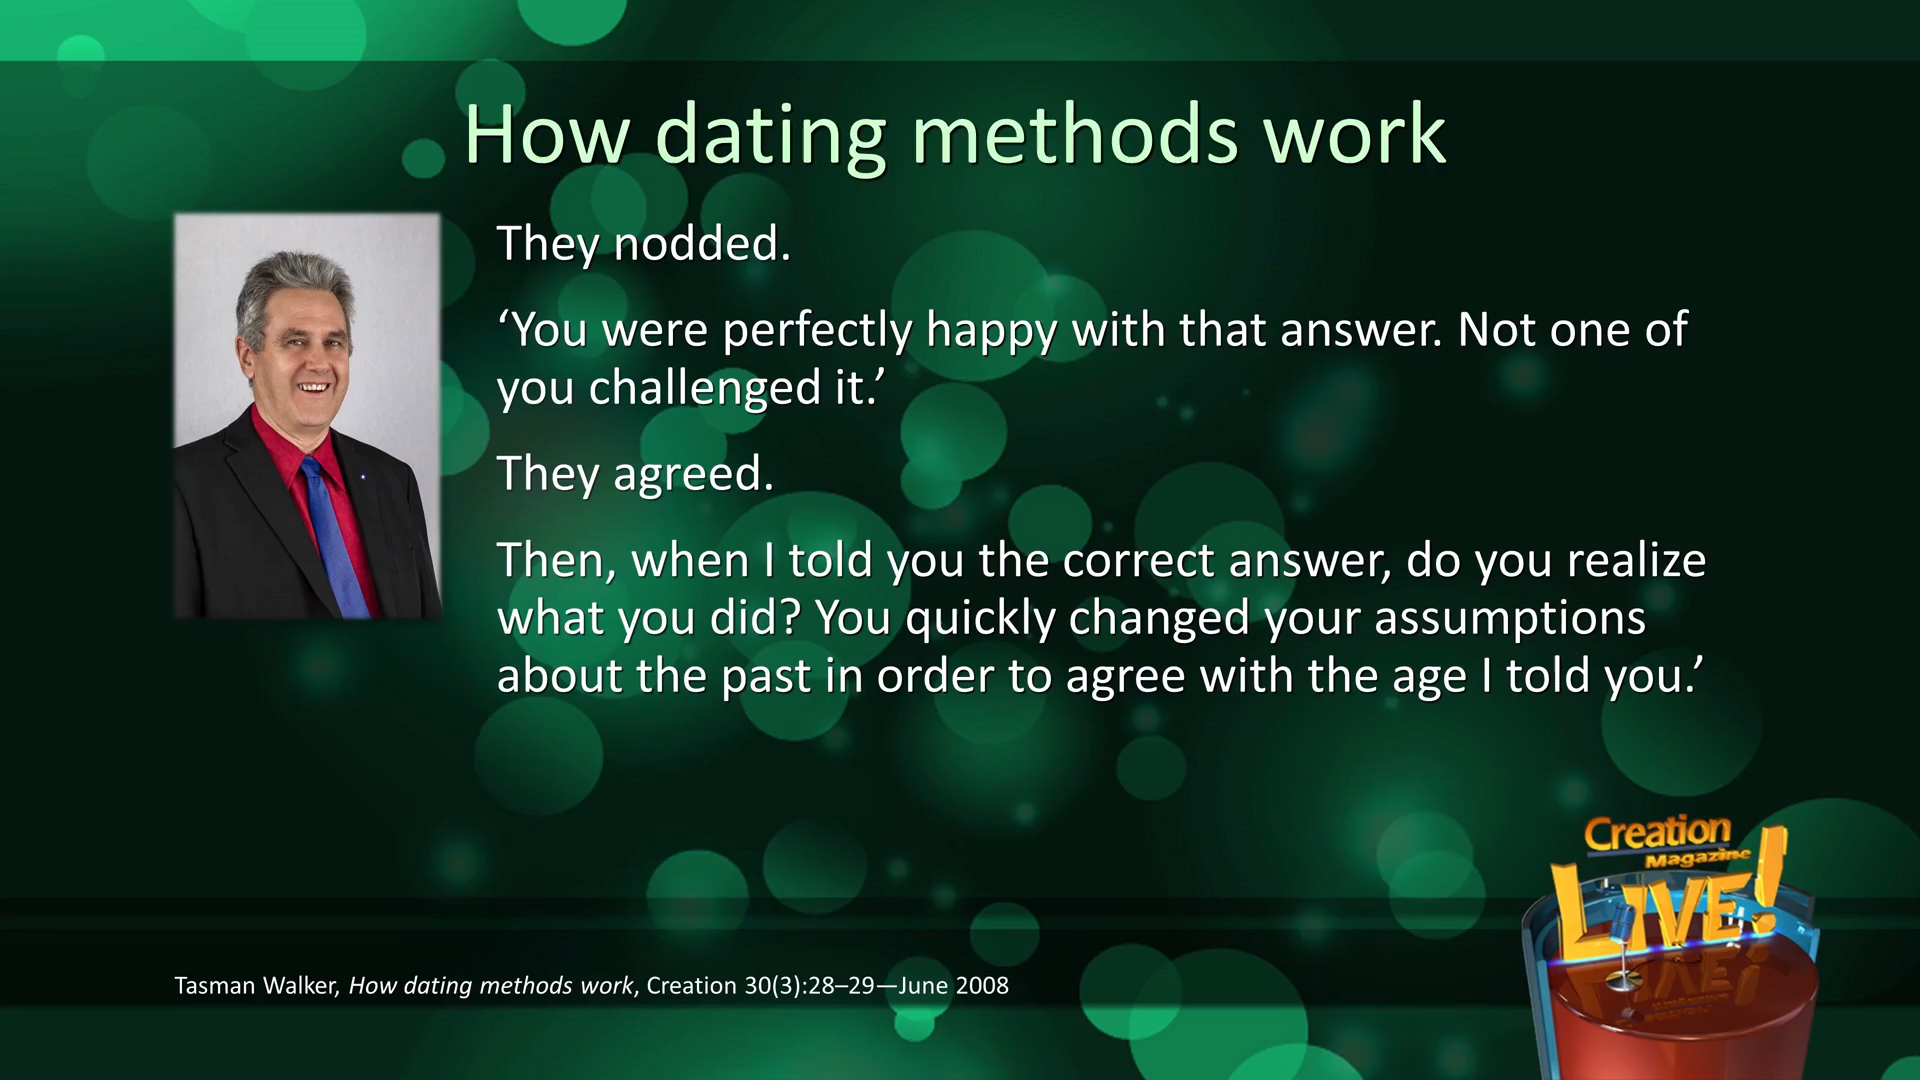 How dating methods work
They nodded.
‘You were perfectly happy with that answer. Not one of
you challenged it.’
They agreed.
Then, when I told you the correct answer, do you realize
what you did? You quickly changed your assumptions
about the past in order to agree with the age I told you.’
Creation
Magazine
LIVE!
Tasman Walker, How dating methods work, Creation 30(3):28–29—June 2008